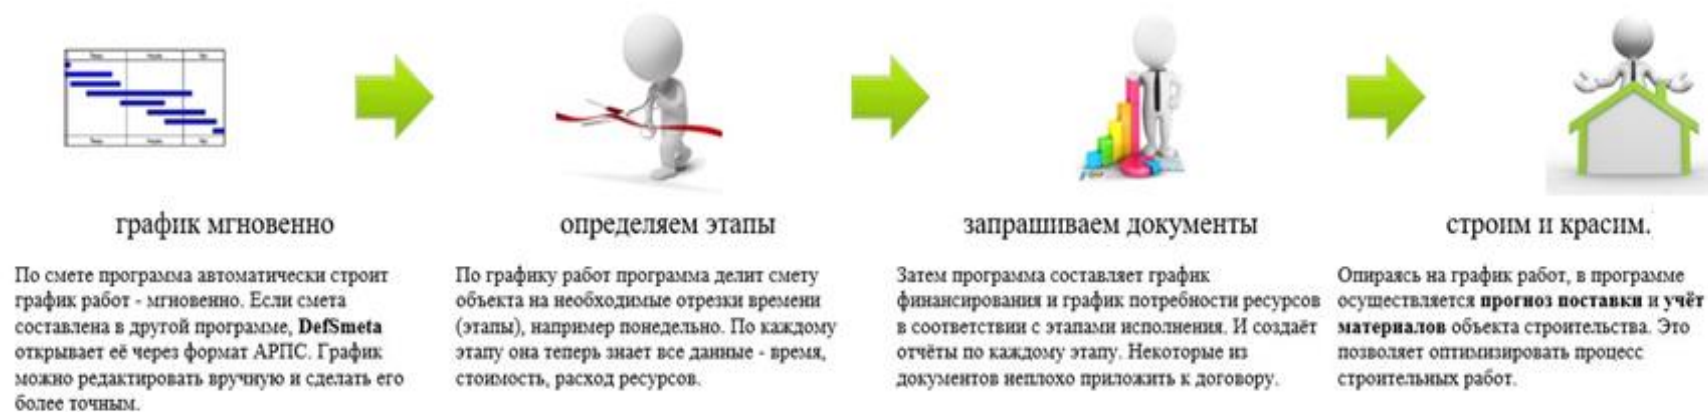 график мгновенно
По смете программа автоматически строит
график работ - мгновенно. Если смета
составлена в другой программе, DefSmeta
открывает её через формат АРПС. График
можно редактировать вручную и сделать его
более точным.
определяем этапы
По графику работ программа делит смету
объекта на необходимые отрезки времени
(этапы), например понедельно. По каждому
этапу она теперь знает все данные - время,
стоимость, расход ресурсов.
запрашиваем документы
Затем программа составляет график
финансирования и график потребности ресурсов
в соответствии с этапами исполнения. И создаёт
отчёты по каждому этапу. Некоторые из
документов неплохо приложить к договору.
строим и красим.
Опираясь на график работ, в программе
осуществляется прогноз поставки и учёт
материалов объекта строительства. Это
позволяет оптимизировать процесс
строительных работ.